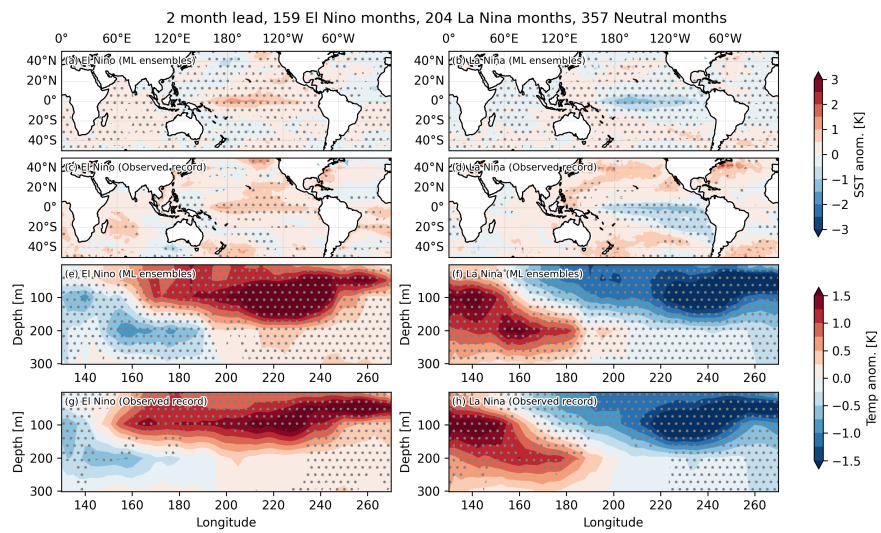 2 month lead, 159 El Nino months, 204 La Nina months, 357 Neutral months
0° 60°E 120°E 180° 120°W 60°W
0° 60°E 120°E 180° 120°W 60°W
(a) El Nino (ML ensembles)
40°N
20°N
0°
20°S
40°S
(b) La Nina (ML ensembles)
40°N
20°N
0°
20°S
40°S
(c) El Nino (Observed record)
40°N
20°N
0°
20°S
40°S
(d) La Nina (Observed record)
40°N
20°N
0°
20°S
40°S
3
2
1
0
−1
−2
−3
SST anom. [K]
(e) El Nino (ML ensembles)
Depth [m]
100
200
300
140 160 180 200 220 240 260
(f) La Nina (ML ensembles)
Depth [m]
100
200
300
140 160 180 200 220 240 260
(g) El Nino (Observed record)
Depth [m]
100
200
300
140 160 180 200 220 240 260
Longitude
(h) La Nina (Observed record)
Depth [m]
100
200
300
140 160 180 200 220 240 260
Longitude
1.5
1.0
0.5
0.0
−0.5
−1.0
−1.5
Temp anom. [K]